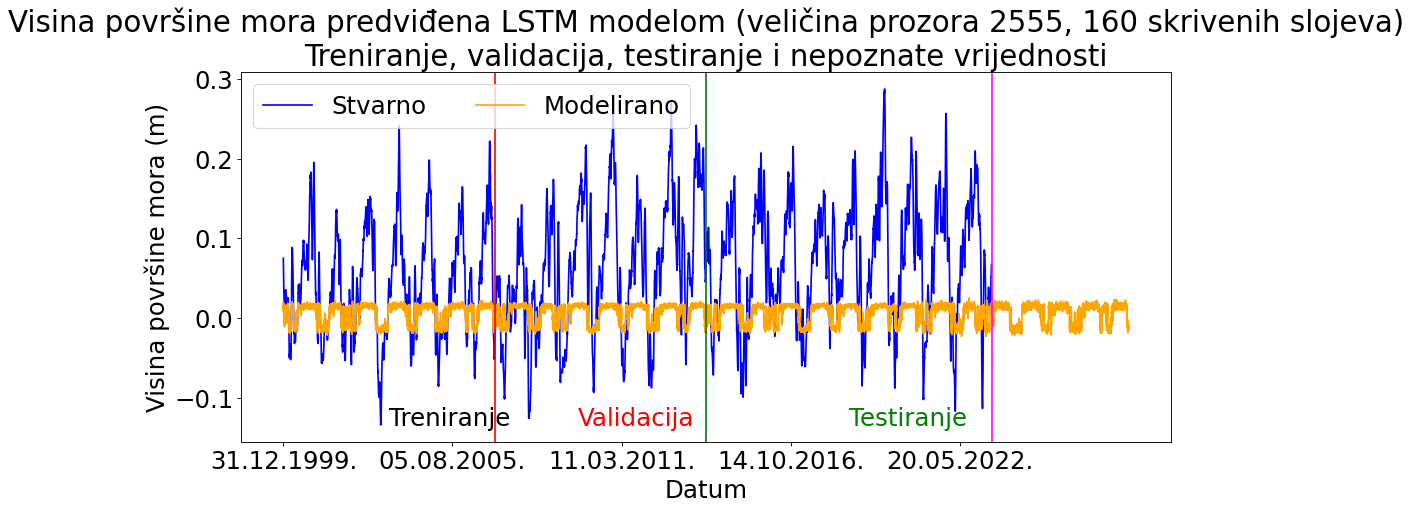 Visina površine mora predviđena LSTM modelom (veličina prozora 2555, 160 skrivenih slojeva)
Treniranje, validacija, testiranje i nepoznate vrijednosti
Stvarno Modelirano
Visina površine mora (m)
0.3
0.2
0.1
0.0
−0.1
Treniranje Validacija Testiranje
31.12.1999. 05.08.2005. 11.03.2011. 14.10.2016. 20.05.2022.
Datum